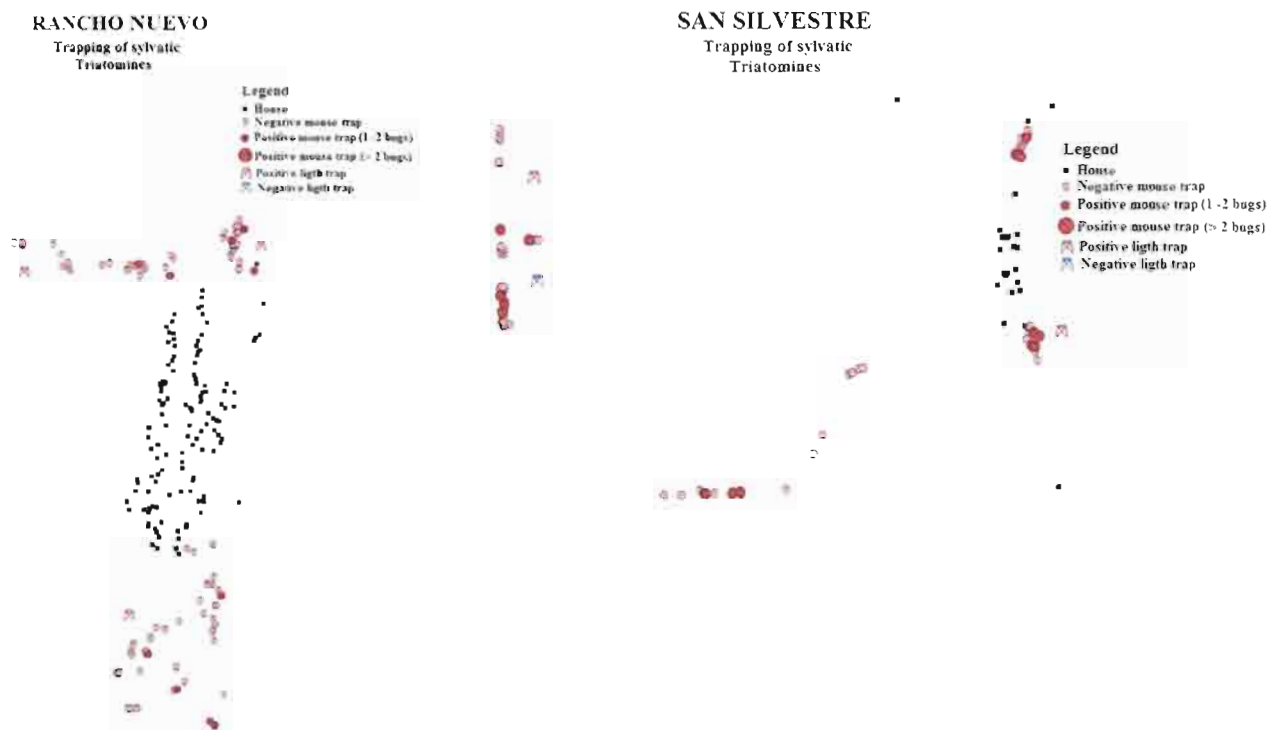 RANCHO NUEVO
Trapping of sylvatic
Triatomines
Legend
House
Negative mouse trap
Positive mouse trap (1 -2 bugs)
Positive mouse trap (> 2 bugs)
Positive ligth trap
Negative ligth trap
SAN SILVESTRE
Trapping of sylvatic
Triatomines
Legend
House
Negative mouse trap
Positive mouse trap (1 -2 bugs)
Positive mouse trap (> 2 bugs)
Positive ligth trap
Negative ligth trap